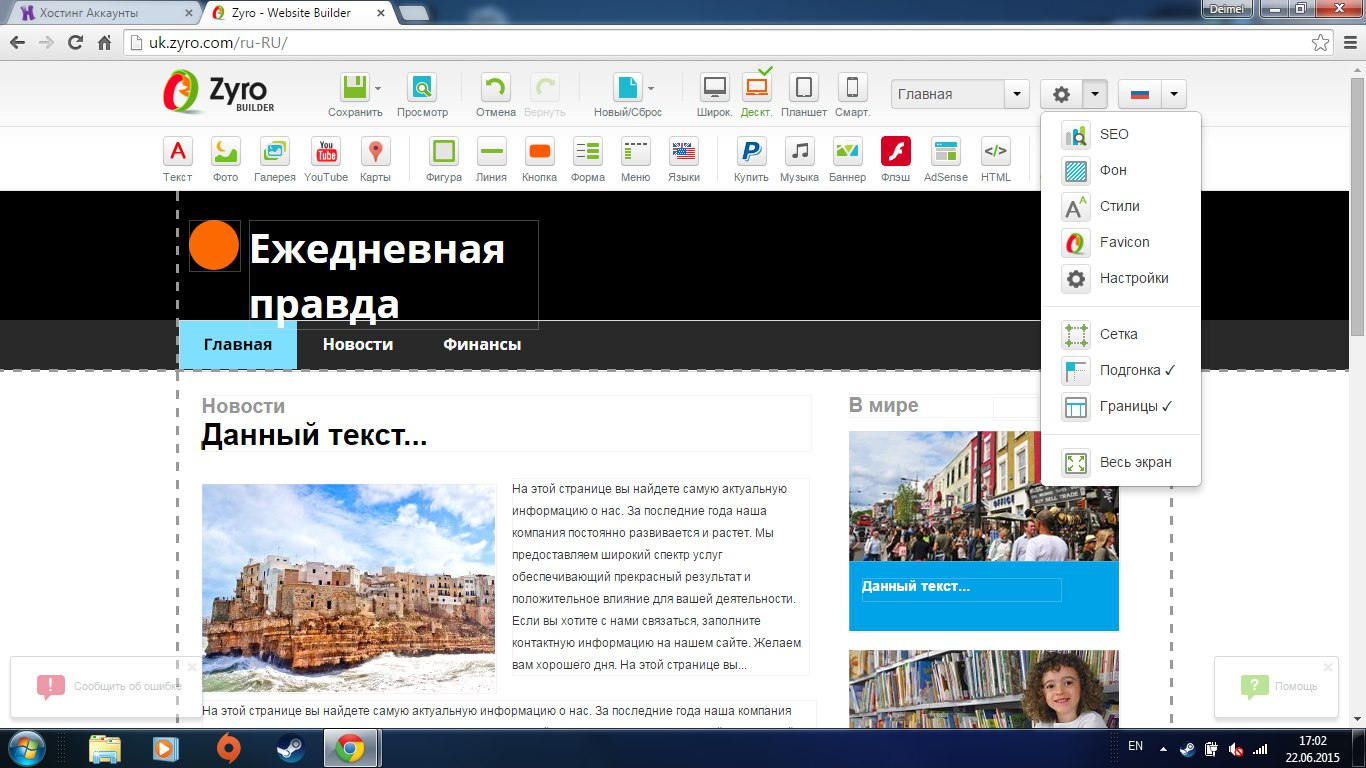 Хостинг Аккаунты
Zyro - Website Builder
Deimel
uk.zyro.com/ru-RU/
Zyro
BUILDER
Сохранить
Просмотр
Отмена
Вернуть
Новый/Сброс
Широк.
Дескт.
Планшет
Смарт.
Главная
Текст
Фото
Галерея
You
Tube
YouTube
Карты
Фигура
Линия
Кнопка
Форма
Меню
Языки
Купить
Музыка
Баннер
Флэш
AdSense
HTML
SEO
Фон
Стили
Favicon
Настройки
Сетка
Подгонка ✓
Границы ✓
Весь экран
Ежедневная
правда
Главная
Новости
Финансы
Новости
Данный текст...
На этой странице вы найдете самую актуальную
информацию о нас. За последние года наша
компания постоянно развивается и растет. Мы
предоставляем широкий спектр услуг
обеспечивающий прекрасный результат и
положительное влияние для вашей деятельности.
Если вы хотите с нами связаться, заполните
контактную информацию на нашем сайте. Желаем
вам хорошего дня. На этой странице вы...
На этой странице вы найдете самую актуальную информацию о нас. За последние года наша компания
В мире
OFFICE
Данный текст...
Сообщить об ошибке
Помощь
EN
17:02
22.06.2015